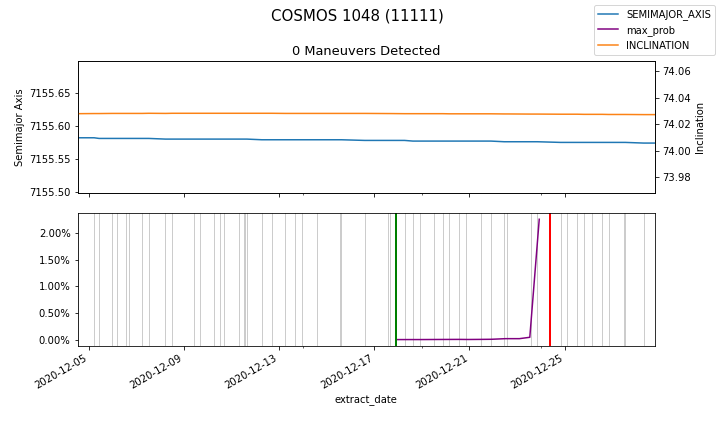 COSMOS 1048 (11111)
SEMIMAJOR_AXIS
max_prob
INCLINATION
0 Maneuvers Detected
Semimajor Axis
7155.65
7155.60
7155.55
7155.50
74.06
74.04
74.02
74.00
73.98
Inclination
2.00%
1.50%
1.00%
0.50%
0.00%
2020-12-05
2020-12-09
2020-12-13
2020-12-17
2020-12-21
2020-12-25
extract_date